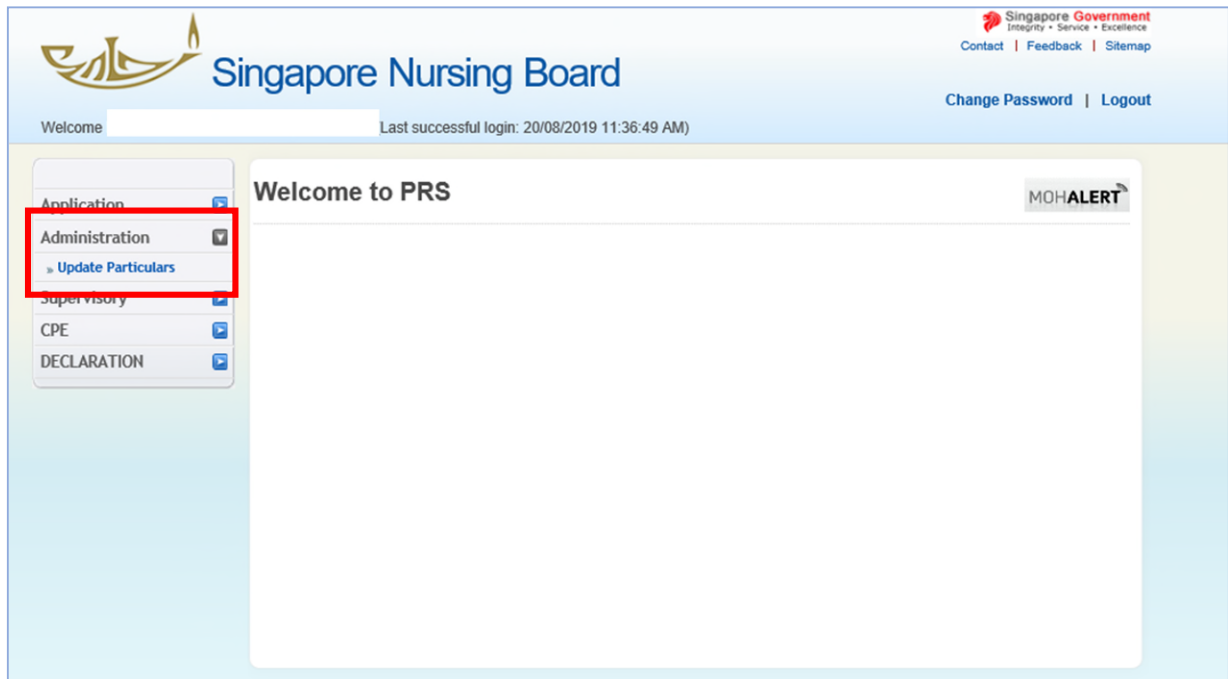 Singapore Government
Integrity • Service • Excellence
Contact | Feedback | Sitemap
Singapore Nursing Board
Change Password | Logout
Welcome Last successful login: 20/08/2019 11:36:49 AM)
Welcome to PRS
MOHALERT
Application
Administration
» Update Particulars
Supervisory
CPE
DECLARATION